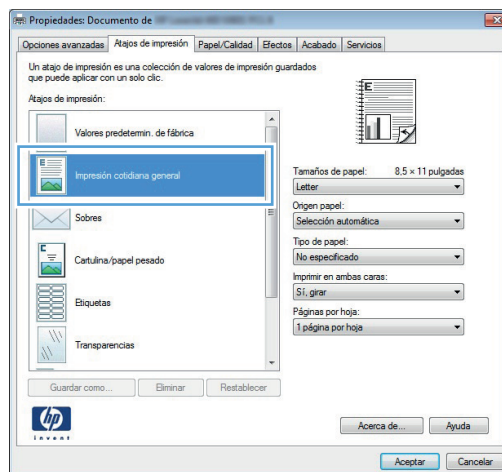 Propiedades: Documento de
Opciones avanzadas Atajos de impresión Papel/Calidad Efectos Acabado Servicios
Un atajo de impresión es una colección de valores de impresión guardados
que puede aplicar con un solo clic.
Atajos de impresión:
Valores predetermin. de fábrica
Impresión cotidiana general
Sobres
Cartulina/papel pesado
Etiquetas
Transparencias
Guardar como... Eliminar Restablecer
E
Tamaños de papel: 8,5 × 11 pulgadas
Letter
Origen papel:
Selección automática
Tipo de papel:
No especificado
Imprimir en ambas caras:
Sí, girar
Páginas por hoja:
1 página por hoja
hp
invent
Acerca de... Ayuda
Aceptar Cancelar